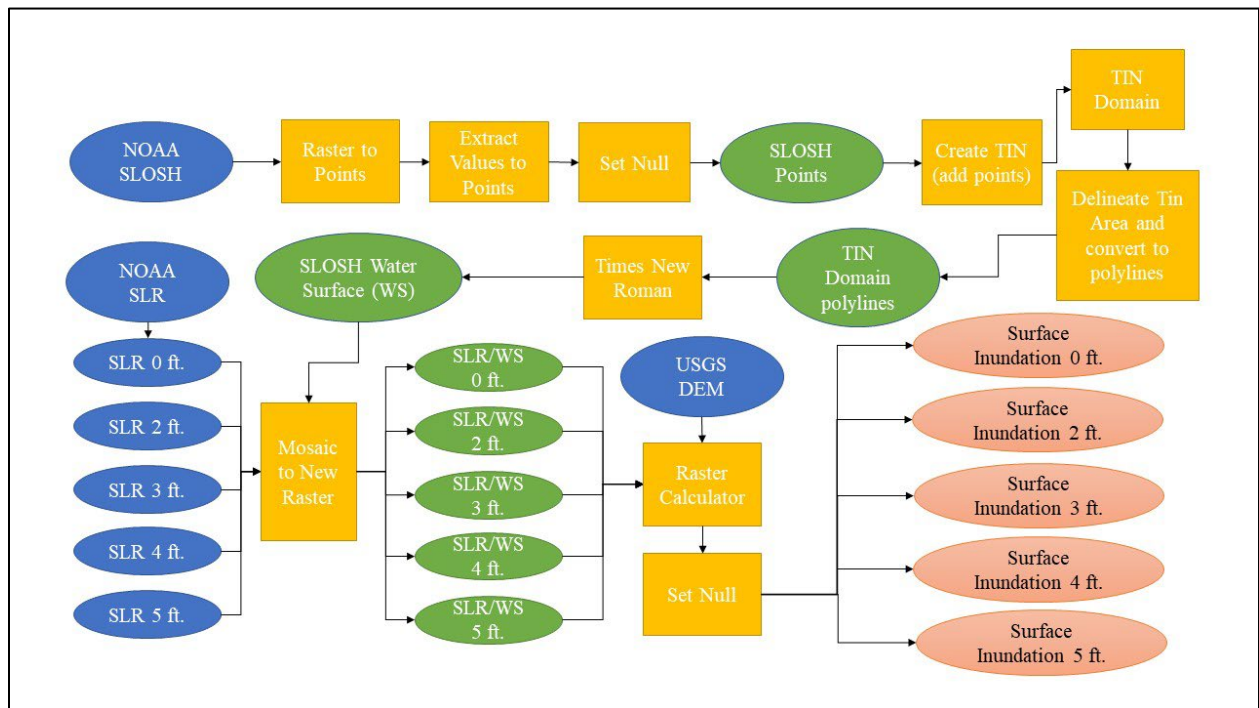 NOAA
SLOSH
Raster to
Points
Extract
Values to
Points
Set Null
SLOSH
Points
Create TIN
(add points)
TIN
Domain
Delineate Tin
Area and
convert to
polylines
TIN
Domain
polylines
Times New
Roman
SLOSH Water
Surface (WS)
NOAA
SLR
SLR 0 ft.
SLR 2 ft.
SLR 3 ft.
SLR 4 ft.
SLR 5 ft.
Mosaic
to New
Raster
SLR/WS
0 ft.
SLR/WS
2 ft.
SLR/WS
3 ft.
SLR/WS
4 ft.
SLR/WS
5 ft.
USGS
DEM
Raster
Calculator
Set Null
Surface
Inundation 0 ft.
Surface
Inundation 2 ft.
Surface
Inundation 3 ft.
Surface
Inundation 4 ft.
Surface
Inundation 5 ft.